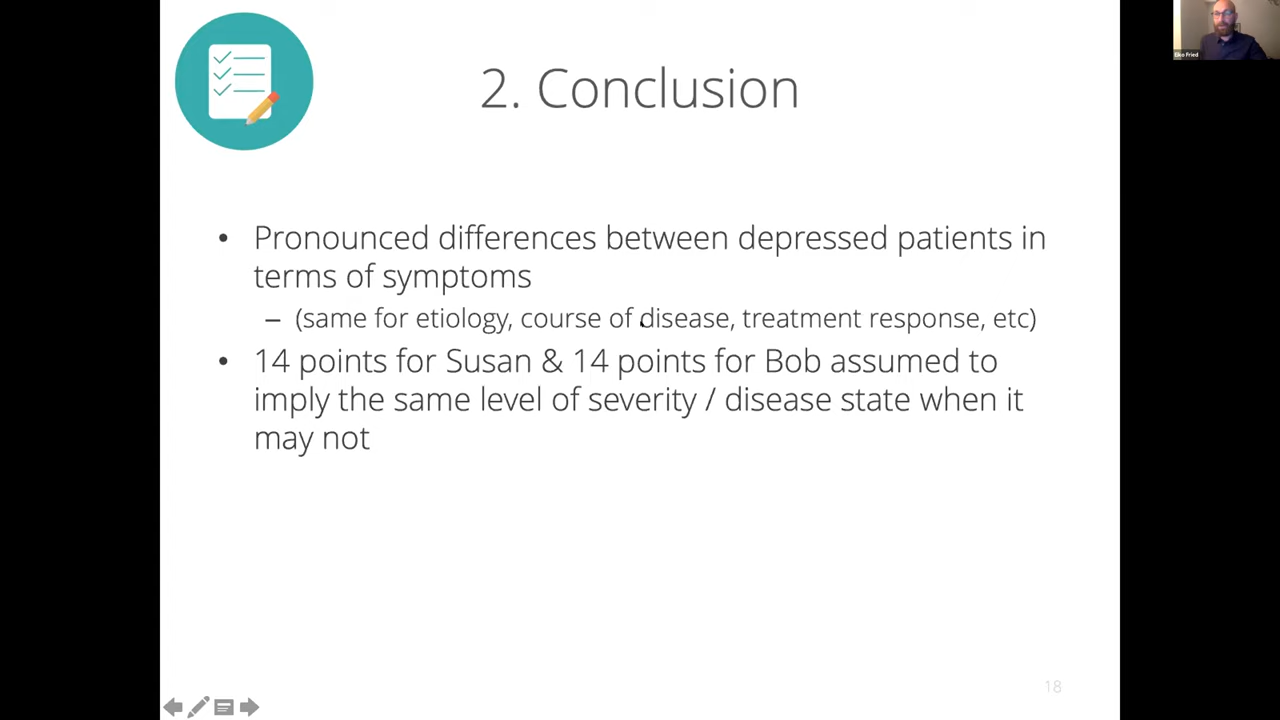 2. Conclusion
• Pronounced differences between depressed patients in
terms of symptoms
– (same for etiology, course of disease, treatment response, etc)
• 14 points for Susan & 14 points for Bob assumed to
imply the same level of severity / disease state when it
may not
18
Eiko Fried